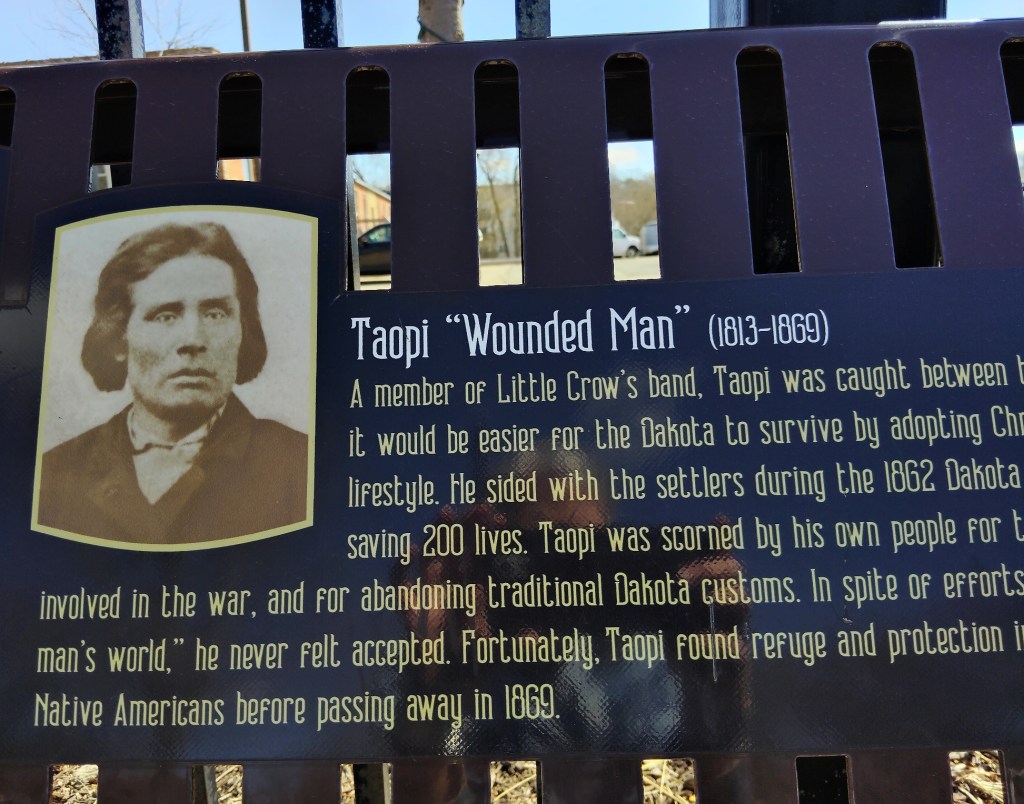 Taopi “Wounded Man” (1813-1869)
A member of Little Crow's band, Taopi was caught between
it would be easier for the Dakota to survive by adopting
lifestyle. He sided with the settlers during the 1862 Dakota
saving 200 lives. Taopi was scorned by his own people for
involved in the war, and for abandoning traditional Dakota customs. In spite of efforts
man's world,” he never felt accepted. Fortunately, Taopi found refuge and protection
Native Americans before passing away in 1869.